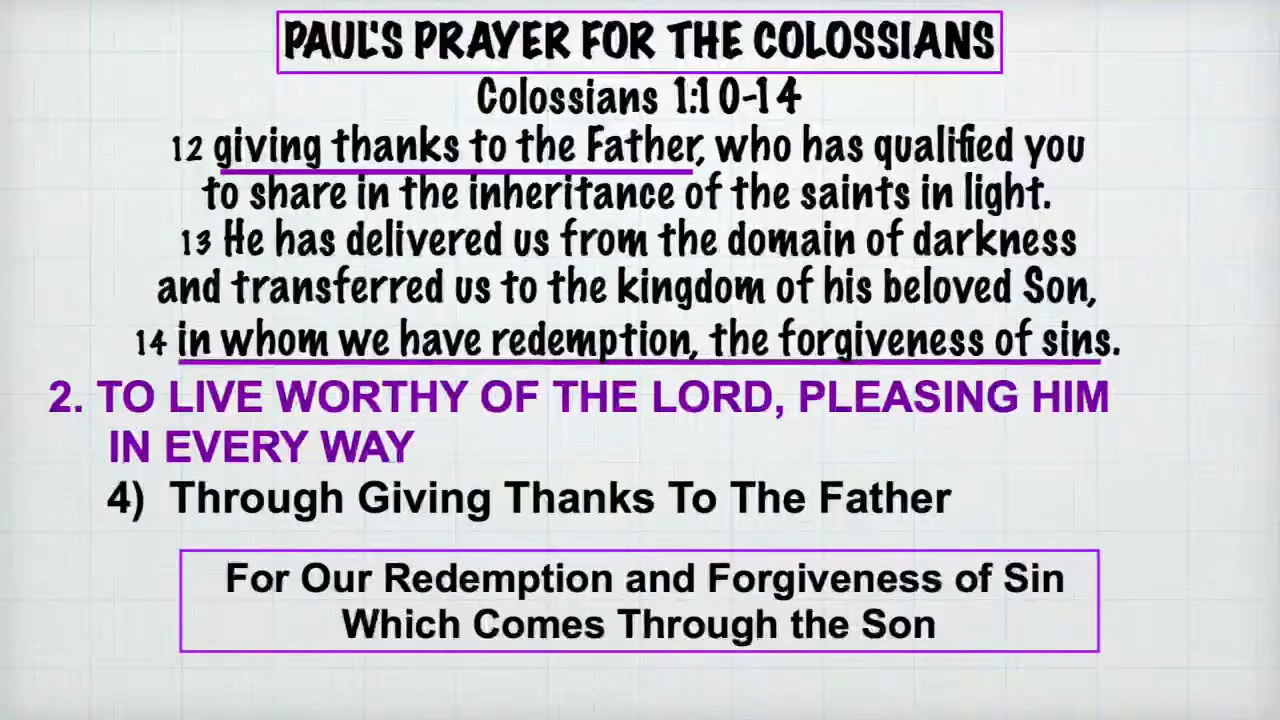 PAUL'S PRAYER FOR THE COLOSSIANS
Colossians 1:10-14
12 giving thanks to the Father, who has qualified you
to share in the inheritance of the saints in light.
13 He has delivered us from the domain of darkness
and transferred us to the kingdom of his beloved Son,
14 in whom we have redemption, the forgiveness of sins.
2. TO LIVE WORTHY OF THE LORD, PLEASING HIM
IN EVERY WAY
4) Through Giving Thanks To The Father
For Our Redemption and Forgiveness of Sin
Which Comes Through the Son